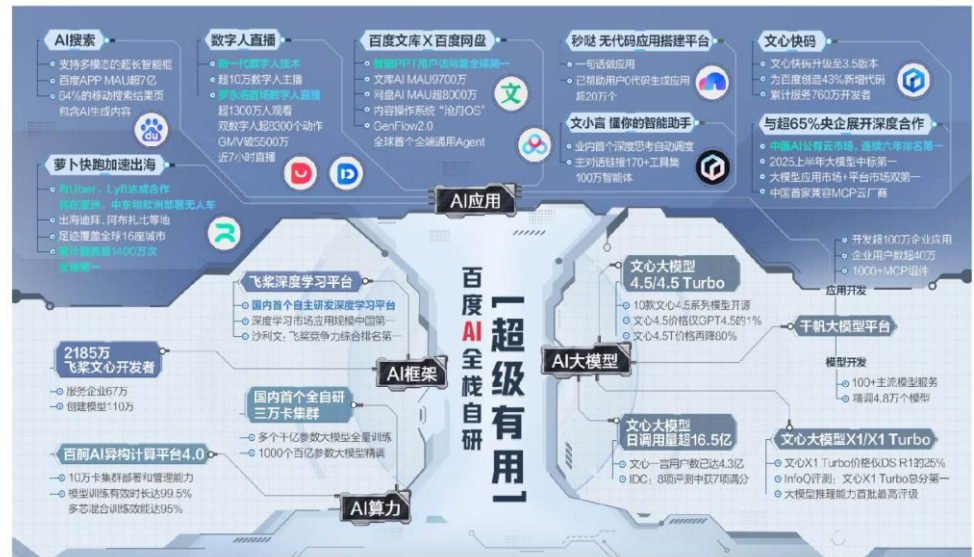 AI搜索
支持多模态的超长智能框
百度APP MAU超7亿
64%的移动搜索结果页
包含AI生成内容
du
数字人直播
新一代数字人技术
超10万数字人主播
罗永浩首场数字人直播
超1300万人观看
双数字人超8300个动作
GMV破5500万
近7小时直播
百度文库X百度网盘
智能PPT用户访问量全球第一
文库AI MAU9700万
网盘AI MAU超8000万
内容操作系统“沧舟OS”
GenFlow2.0
全球首个全端通用Agent
文
秒哒 无代码应用搭建平台
一句话做应用
已帮助用户0代码生成应用
超20万个
文小言 懂你的智能助手
业内首个深度思考自动调度
主对话链接170+工具集
100万智能体
文心快码
文心快码升级至3.5版本
为百度创造43%新增代码
累计服务760万开发者
与超65%央企展开深度合作
中国AI公有云市场，连续六年排名第一
2025上半年大模型中标第一
大模型应用市场+平台市场双第一
中国首家兼容MCP云厂商
萝卜快跑加速出海
与Uber、Lyft达成合作
将在亚洲、中东和欧洲部署无人车
出海迪拜、阿布扎比等地
足迹覆盖全球16座城市
累计服务超1400万次
全球第一
AI应用
百度AI全栈自研
【超级有用】
飞桨深度学习平台
国内首个自主研发深度学习平台
深度学习市场应用规模中国第一
沙利文：飞桨竞争力综合排名第一
2185万
飞桨文心开发者
服务企业67万
创建模型110万
AI框架
国内首个全自研
三万卡集群
多个千亿参数大模型全量训练
1000个百亿参数大模型精调
百舸AI异构计算平台4.0
10万卡集群部署和管理能力
模型训练有效时长达99.5%
多芯混合训练效能达95%
AI算力
文心大模型
4.5/4.5 Turbo
10款文心4.5系列模型开源
文心4.5价格仅GPT4.5的1%
文心4.5T价格再降80%
AI大模型
开发超100万企业应用
企业用户数超40万
1000+MCP组件
应用开发
千帆大模型平台
模型开发
100+主流模型服务
精调4.8万个模型
文心大模型
日调用量超16.5亿
文心一言用户数已达4.3亿
IDC：8项评测中获7项满分
文心大模型X1/X1 Turbo
文心X1 Turbo价格仅DS R1的25%
InfoQ评测：文心X1 Turbo总分第一
大模型推理能力首批最高评级